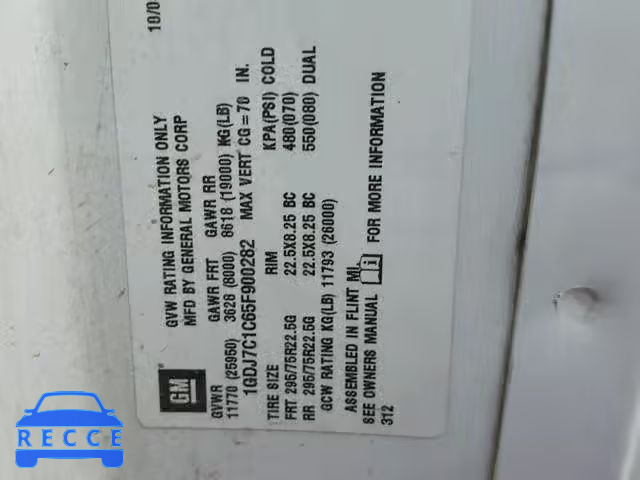 10/0
GVW RATING INFORMATION ONLY
MFD BY GENERAL MOTORS CORP
GM
GVWR GAWR FRT GAWR RR
11770 (25950) 3628 (8000) 8618 (19000) KG(LB)
1GDJ7C1C65F900282 MAX VERT CG = 70 IN.
TIRE SIZE RIM KPA(PSI) COLD
FRT 295/75R22.5G 22.5X8.25 BC 480(070)
RR 295/75R22.5G 22.5X8.25 BC 550(080) DUAL
GCW RATING KG(LB) 11793 (26000)
ASSEMBLED IN FLINT MI.
SEE OWNERS MANUAL FOR MORE INFORMATION
312
RECCE